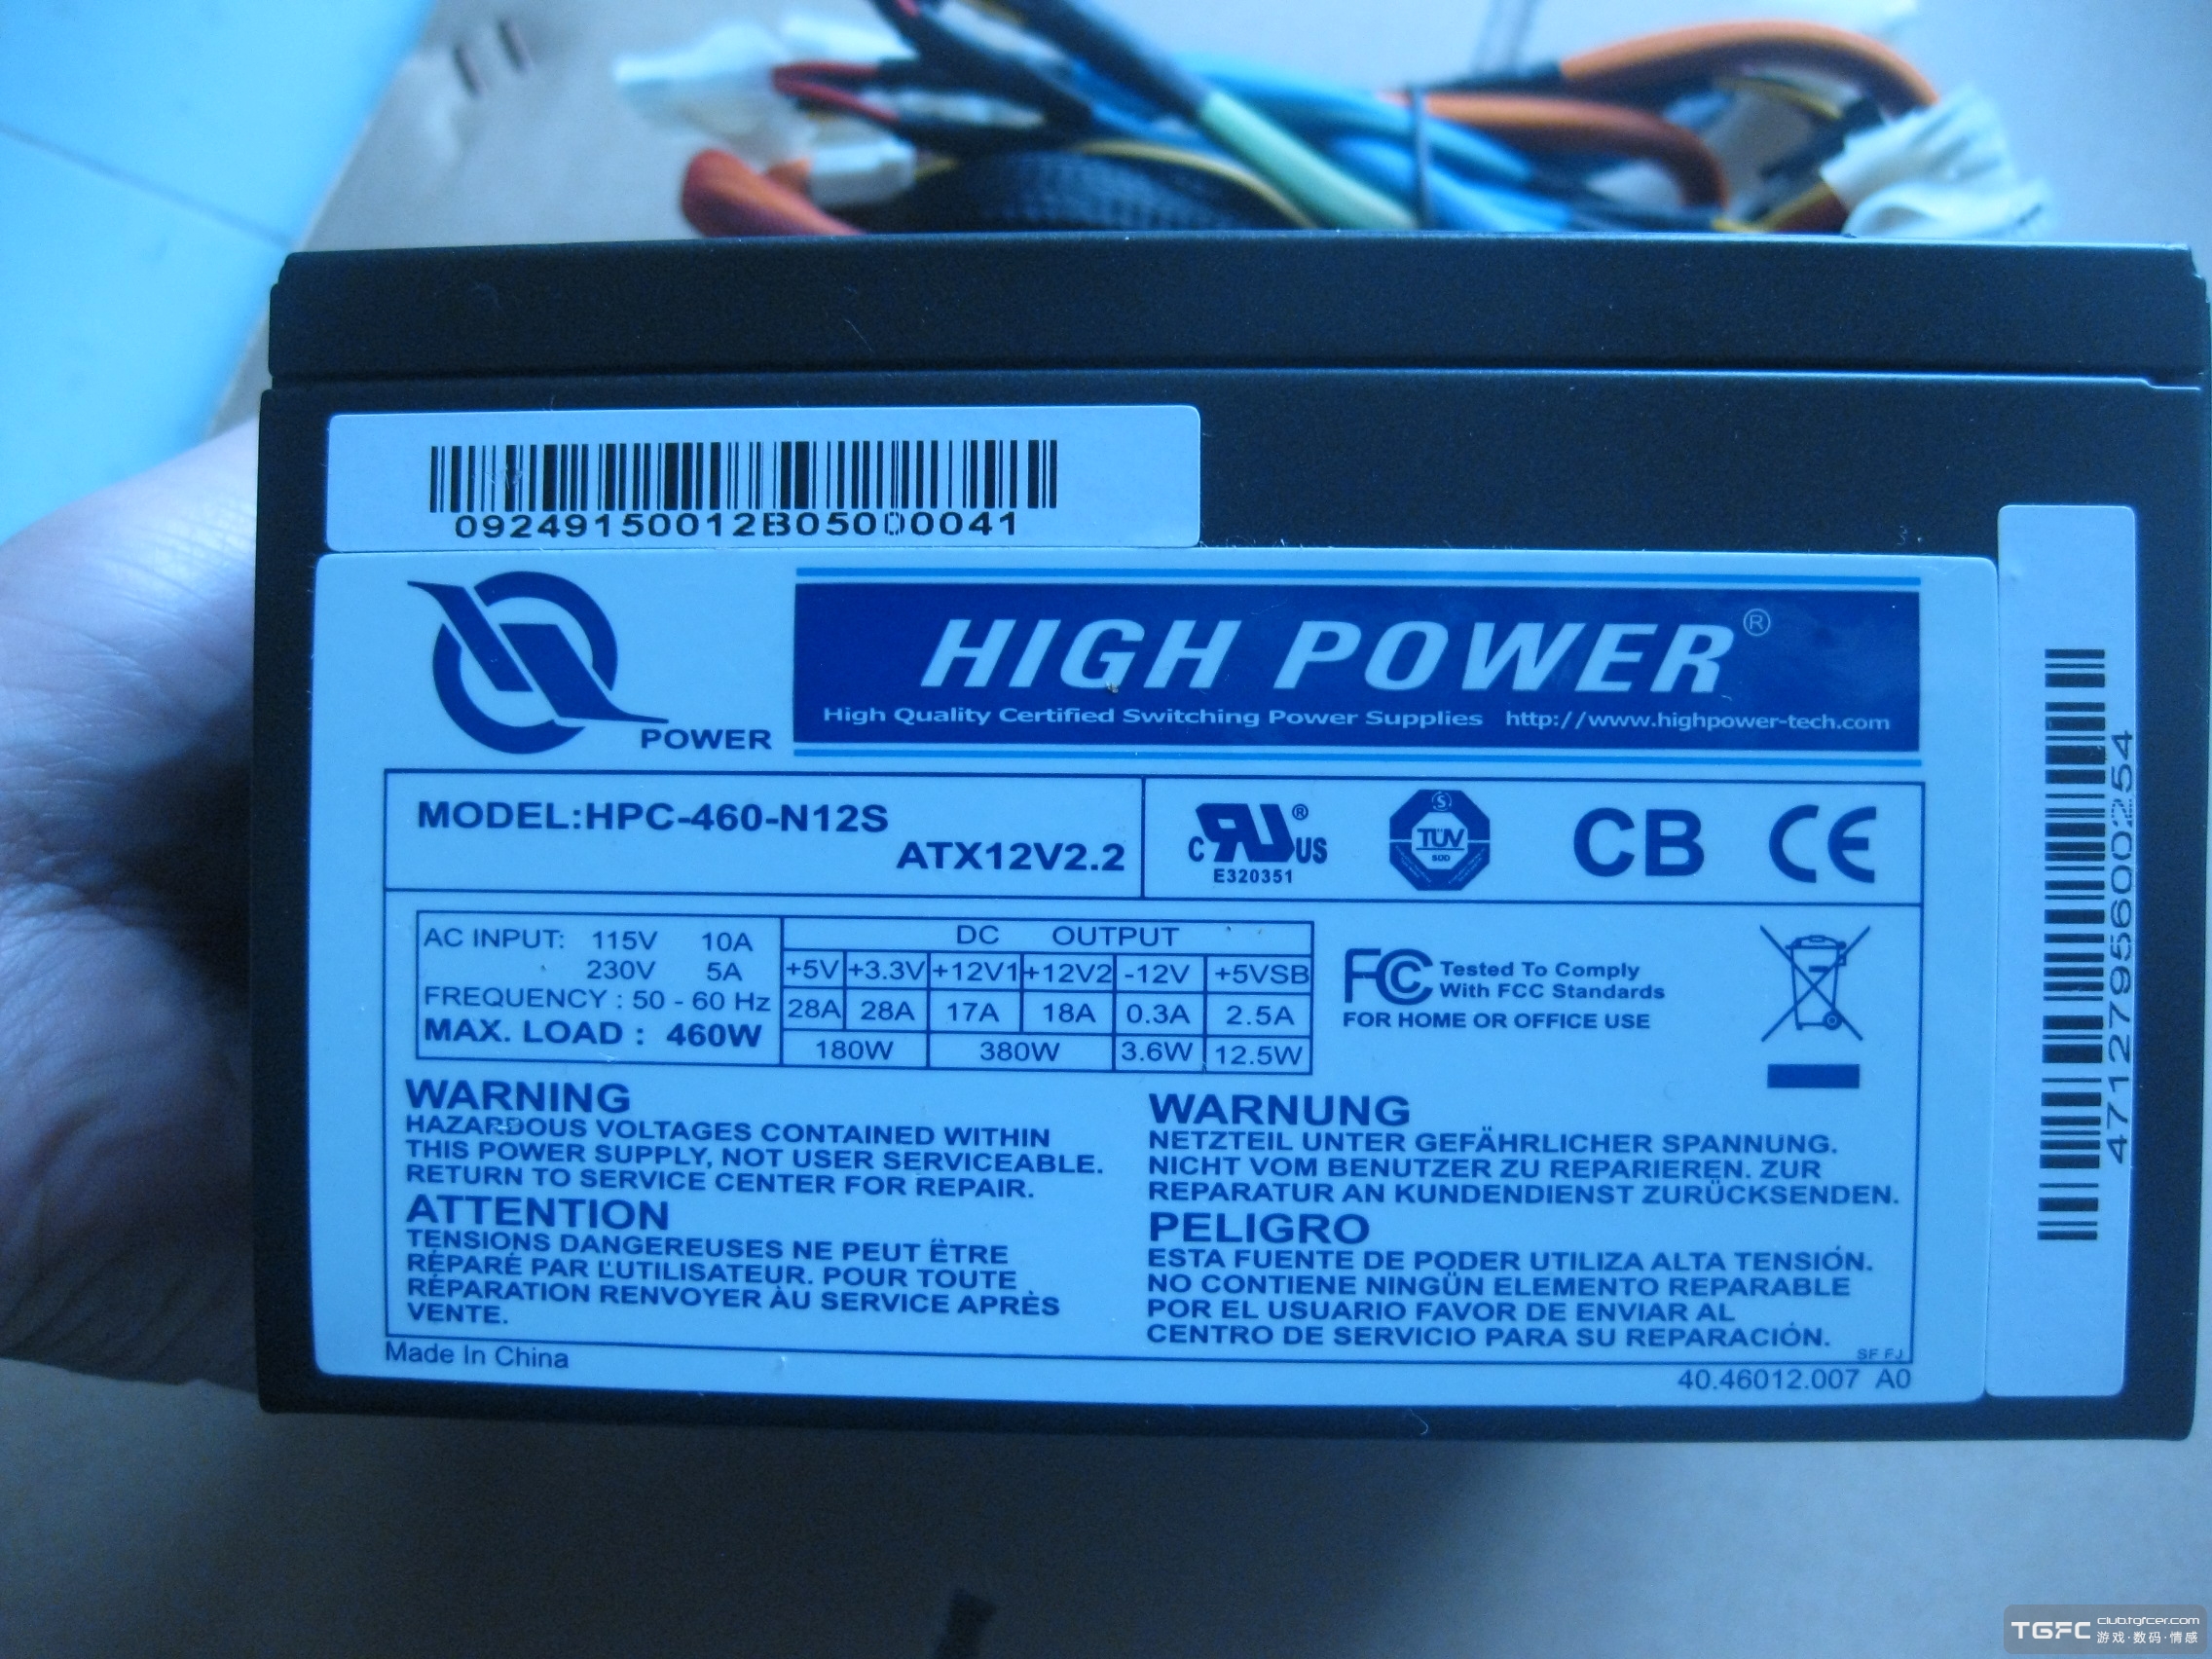 09249150012B05000041
POWER
HIGH POWER®
High Quality Certified Switching Power Supplies http://www.highpower-tech.com
MODEL:HPC-460-N12S
ATX12V2.2
C RU® US
E320351
S
TÜV
SÜD
CB
CE
AC INPUT: 115V 10A
230V 5A
FREQUENCY : 50 - 60 Hz
MAX. LOAD : 460W
DC OUTPUT
+5V +3.3V +12V1 +12V2 -12V +5VSB
28A 28A 17A 18A 0.3A 2.5A
180W 380W 3.6W 12.5W
FC Tested To Comply
With FCC Standards
FOR HOME OR OFFICE USE
WARNING
HAZARDOUS VOLTAGES CONTAINED WITHIN
THIS POWER SUPPLY, NOT USER SERVICEABLE.
RETURN TO SERVICE CENTER FOR REPAIR.
ATTENTION
TENSIONS DANGEREUSES NE PEUT ËTRE
RÉPARÉ PAR L'UTILISATEUR. POUR TOUTE
RÉPARATION RENVOYER ÀU SERVICE APRÈS
VENTE.
WARNUNG
NETZTEIL UNTER GEFÄHRLICHER SPANNUNG.
NICHT VOM BENUTZER ZU REPARIEREN. ZUR
REPARATUR AN KUNDENDIENST ZURÜCKSENDEN.
PELIGRO
ESTA FUENTE DE PODER UTILIZA ALTA TENSIÓN.
NO CONTIENE NINGÜN ELEMENTO REPARABLE
POR EL USUARIO FAVOR DE ENVIAR AL
CENTRO DE SERVICIO PARA SU REPARACIÓN.
SF FJ
Made In China
40.46012.007 A0
4712795600254
TGFC club.tgfcer.com
游戏·数码·情感